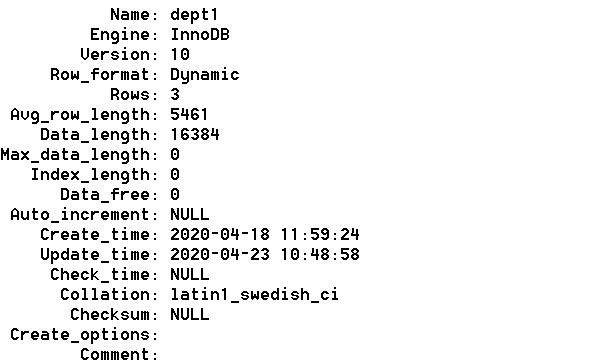 Name: dept1
Engine: InnoDB
Version: 10
Row_format: Dynamic
Rows: 3
Avg_row_length: 5461
Data_length: 16384
Max_data_length: 0
Index_length: 0
Data_free: 0
Auto_increment: NULL
Create_time: 2020-04-18 11:59:24
Update_time: 2020-04-23 10:48:58
Check_time: NULL
Collation: latin1_swedish_ci
Checksum: NULL
Create_options:
Comment: